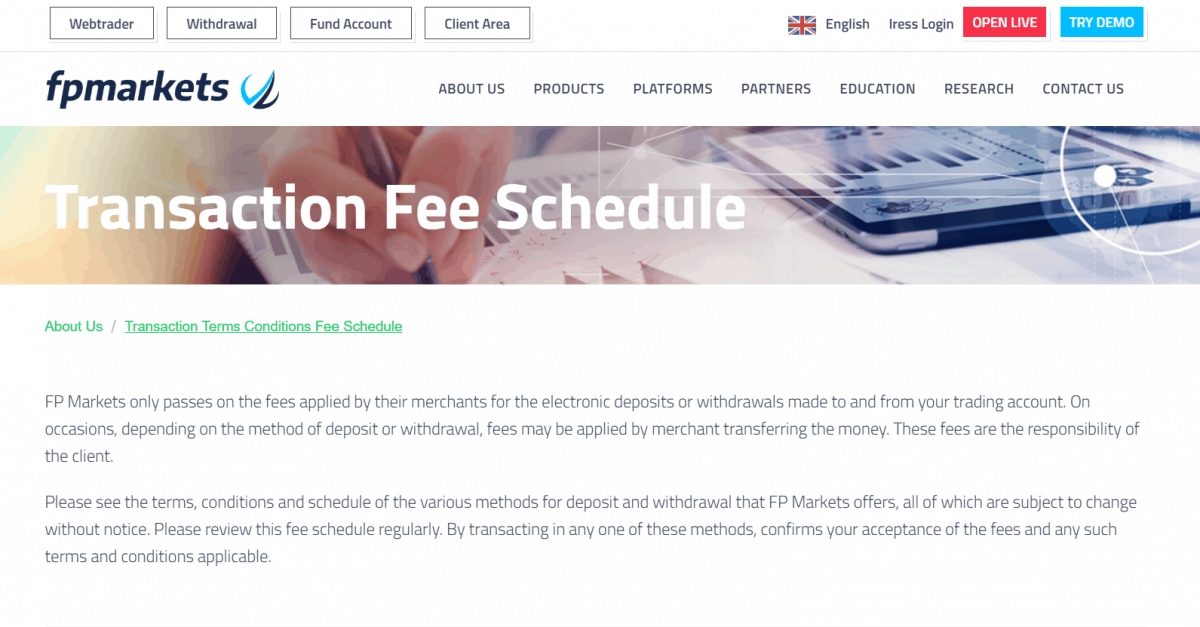 Webtrader
Withdrawal
Fund Account
Client Area
English
Iress Login
OPEN LIVE
TRY DEMO
fpmarkets
ABOUT US
PRODUCTS
PLATFORMS
PARTNERS
EDUCATION
RESEARCH
CONTACT US
Transaction Fee Schedule
About Us / Transaction Terms Conditions Fee Schedule
FP Markets only passes on the fees applied by their merchants for the electronic deposits or withdrawals made to and from your trading account. On
occasions, depending on the method of deposit or withdrawal, fees may be applied by merchant transferring the money. These fees are the responsibility of
the client.
Please see the terms, conditions and schedule of the various methods for deposit and withdrawal that FP Markets offers, all of which are subject to change
without notice. Please review this fee schedule regularly. By transacting in any one of these methods, confirms your acceptance of the fees and any such
terms and conditions applicable.